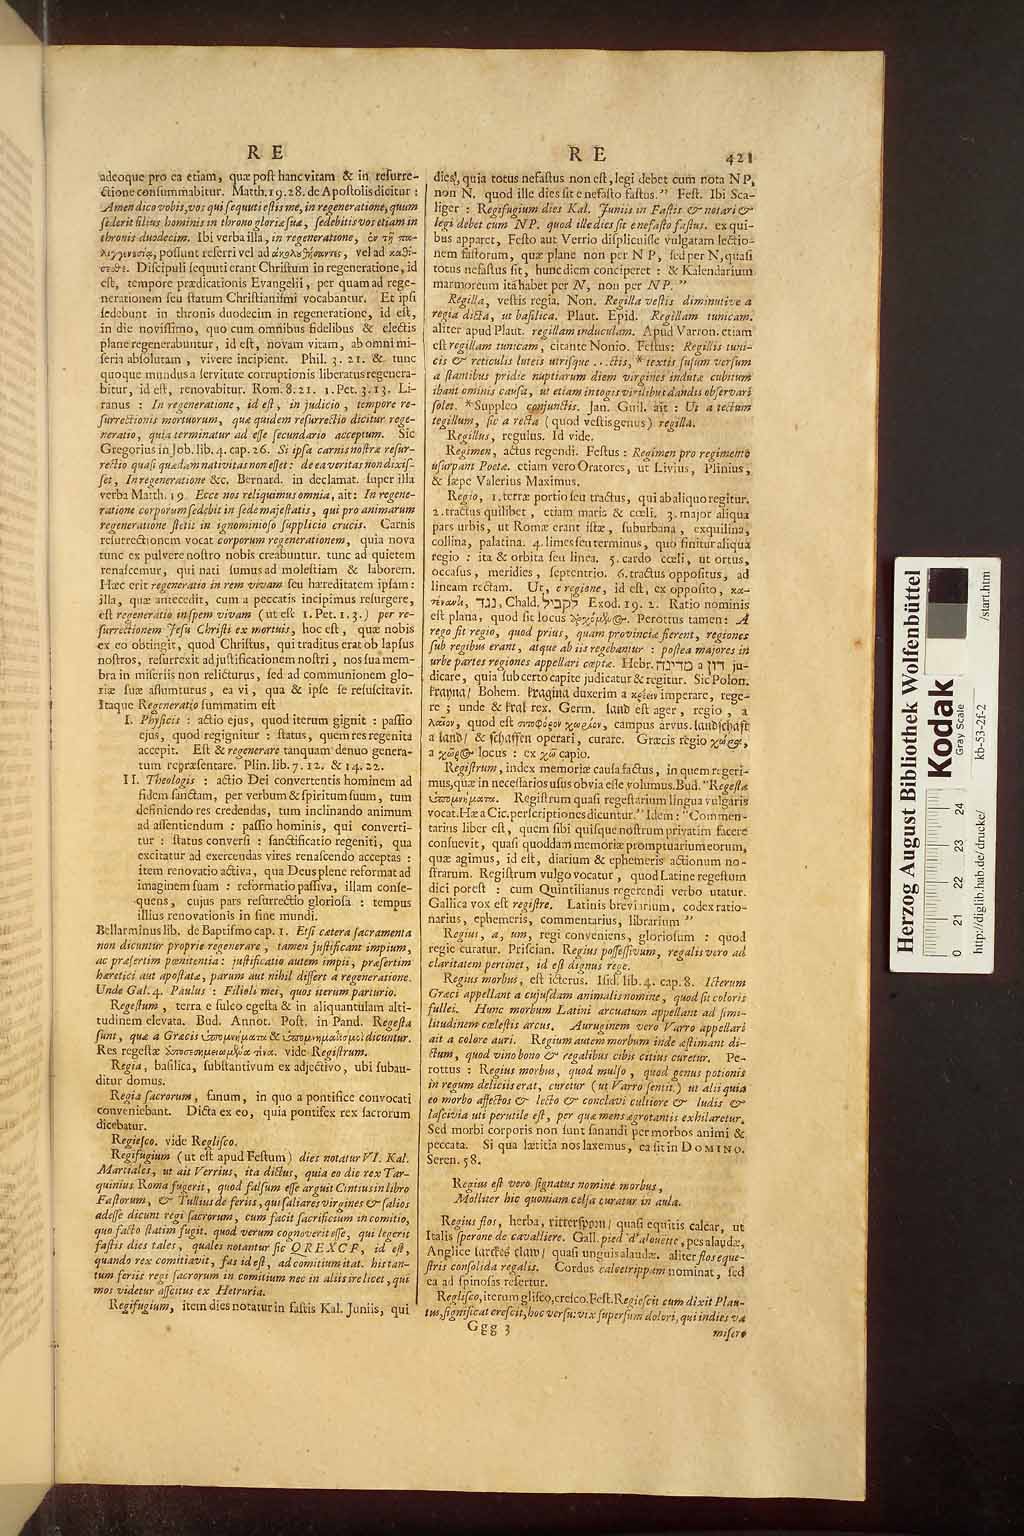 R E
adeoque pro ea etiam, quæ post hanc vitam & in resurre-
ctione consummabitur. Matth. 19. 28. de Apostolis dicitur :
Amen dico vobis, vos qui sequuti estis me, in regeneratione, quum
sederit filius hominis in throno gloriæ suæ, sedebitis vos etiam in
thronis duodecim. Ibi verba illa, in regeneratione, ἐν τῇ πα-
λιγγενεσίᾳ, possunt referri vel ad ἀκολουθήσαντες, vel ad καθί-
σεσθε. Discipuli sequuti erant Christum in regeneratione, id
est, tempore prædicationis Evangelii, per quam ad rege-
nerationem seu statum Christianismi vocabantur. Et ipsi
sedebunt in thronis duodecim in regeneratione, id est,
in die novissimo, quo cum omnibus fidelibus & electis
plane regenerabuntur, id est, novam vitam, ab omni mi-
seria absolutam , vivere incipient. Phil. 3. 21. & tunc
quoque mundus a servitute corruptionis liberatus regenera-
bitur, id est, renovabitur. Rom. 8. 21. 1. Pet. 3. 13. Li-
ranus : In regeneratione, id est, in judicio , tempore re-
surrectionis mortuorum, quæ quidem resurrectio dicitur rege-
neratio, quia terminatur ad esse secundario acceptum. Sic
Gregorius in Job. lib. 4. cap. 26. Si ipsa carnis nostræ resur-
rectio quasi quædam nativitas non esset: de ea veritas non dixis-
set, In regeneratione &c. Bernard. in declamat. super illa
verba Matth. 19. Ecce nos reliquimus omnia, ait: In regene-
ratione corporum sedebit in sede majestatis, qui pro animarum
regeneratione stetit in ignominioso supplicio crucis. Carnis
resurrectionem vocat corporum regenerationem, quia nova
tunc ex pulvere nostro nobis creabuntur. tunc ad quietem
renascemur, qui nati sumus ad molestiam & laborem.
Hæc erit regeneratio in rem vivam seu hæreditatem ipsam:
illa, quæ antecedit, cum a peccatis incipimus resurgere,
est regeneratio in spem vivam (ut est 1. Pet. 1. 3.) per re-
surrectionem Jesu Christi ex mortuis, hoc est, quæ nobis
ex eo obtingit, quod Christus, qui traditus erat ob lapsus
nostros, resurrexit ad justificationem nostri , nos sua mem-
bra in miseriis non relicturus, sed ad communionem glo-
riæ suæ assumturus, ea vi, qua & ipse se resuscitavit.
Itaque Regeneratio summatim est
I. Physicis : actio ejus, quod iterum gignit : passio
ejus, quod regignitur : status, quem res regenita
accepit. Est & regenerare tanquam denuo genera-
tum repræsentare. Plin. lib. 7. 12. & 14. 22.
II. Theologis : actio Dei convertentis hominem ad
fidem sanctam, per verbum & spiritum suum, tum
definiendo res credendas, tum inclinando animum
ad assentiendum : passio hominis, qui converti-
tur : status conversi : sanctificatio regeniti, qua
excitatur ad exercendas vires renascendo acceptas :
item renovatio activa, qua Deus plene reformat ad
imaginem suam : reformatio passiva, illam conse-
quens, cujus pars resurrectio gloriosa : tempus
illius renovationis in fine mundi.
Bellarminus lib. de Baptismo cap. 1. Etsi cætera sacramenta
non dicuntur proprie regenerare , tamen justificant impium,
ac præsertim pœnitentia: justificatio autem impii, præsertim
hæretici aut apostatæ, parum aut nihil differt a regeneratione.
Unde Gal. 4. Paulus : Filioli mei, quos iterum parturio.
Regestum , terra e sulco egesta & in aliquantulam alti-
tudinem elevata. Bud. Annot. Post. in Pand. Regesta
sunt, quæ a Græcis ὑπομνήματα & ὑπομνηματισμοὶ dicuntur.
Res regestæ vide Registrum.
Regia, basilica, substantivum ex adjectivo, ubi subau-
ditur domus.
Regia sacrorum, fanum, in quo a pontifice convocati
conveniebant. Dicta ex eo, quia pontifex rex sacrorum
dicebatur.
Regiesco. vide Reglisco.
Regifugium (ut est apud Festum) dies notatur VI. Kal.
Martiales, ut ait Verrius, ita dictus, quia eo die rex Tar-
quinius Roma fugerit, quod falsum esse arguit Cintius in libro
Fastorum, & Tullius de feriis, qui saliares virgines & salios
adesse dicunt regi sacrorum, cum facit sacrificium in comitio,
quo facto statim fugit. quod verum cognoverit esse, qui legerit
fastis dies tales, quales notantur sic QREXCF, id est,
quando rex comitiavit, fas id est, ad comitium itat. his tan-
tum feriis regi sacrorum in comitium nec in aliis ire licet, qui
mos videtur ascitus ex Hetruria.
Regifugium, item dies notatur in fastis Kal. Juniis, qui
R E
421
dies, quia totus nefastus non est, legi debet cum nota NP,
non N. quod ille dies sit e nefasto fastus." Fest. Ibi Sca-
liger : Regifugium dies Kal. Juniis in Fastis & notari &
legi debet cum NP. quod ille dies sit e nefasto fastus. ex qui-
bus apparet, Festo aut Verrio displicuisse vulgatam lectio-
nem fastorum, quæ plane non per NP, sed per N, quasi
totus nefastus sit, hunc diem conciperet : & Kalendarium
marmoreum ita habet per N, non per NP. "
Regilla, vestis regia. Non. Regilla vestis diminutive a
regia dicta, ut basilica. Plaut. Epid. Regillam tunicam.
aliter apud Plaut. regillam induculam. Apud Varron. etiam
est regillam tunicam, citante Nonio. Festus: Regillis tuni-
cis & reticulis luteis utrisque . . . ctis, * textis susum versum
a stantibus pridie nuptiarum diem virgines indutæ cubitum
ibant ominis causa, ut etiam in togis virilibus dandis observari
solet. * Suppleo conjunctis. Jan. Guil. ait : Ut a tectum
tegillum, sic a recta (quod vestis genus) regilla.
Regillus, regulus. Id vide.
Regimen, actus regendi. Festus : Regimen pro regimento
usurpant Poetæ. etiam vero Oratores, ut Livius, Plinius,
& sæpe Valerius Maximus.
Regio, 1. terræ portio seu tractus, qui ab aliquo regitur.
2. tractus quilibet , etiam maris & cœli. 3. major aliqua
pars urbis, ut Romæ erant istæ, suburbana , exquilina,
collina, palatina. 4. limes seu terminus, quo finitur aliqua
regio : ita & orbita seu linea. 5. cardo cœli, ut ortus,
occasus, meridies , septentrio. 6. tractus oppositus, ad
lineam rectam. Ut, e regione, id est, ex opposito, κα-
τέναντι, נגד, Chald. לקביל Exod. 19. 2. Ratio nominis
est plana, quod sit locus ἀρχόμενος. Perottus tamen: A
rego fit regio, quod prius, quam provinciæ fierent, regiones
sub regibus erant, atque ab iis regebantur : postea majores in
urbe partes regiones appellari cœptæ. Hebr. מדינה a דון ju-
dicare, quia sub certo capite judicatur & regitur. Sic Polon.
kraina/ Bohem. kragina duxerim a κρέειν imperare, rege-
re ; unde & kral rex. Germ. land est ager, regio , a
λάϊον, quod est σιτοφόρον χωρίον, campus arvus. landschaft
a land/ & schaffen operari, curare. Græcis regio χώρα,
a χῶρος locus : ex χῶ capio.
Registrum, index memoriæ causa factus, in quem regeri-
mus, quæ in necessarios usus obvia esse volumus. Bud. "Regesta
ὑπομνήματα. Registrum quasi regestarium lingua vulgaris
vocat. Hæ a Cic. perscriptiones dicuntur." Idem : "Commen-
tarius liber est, quem sibi quisque nostrum privatim facere
consuevit, quasi quoddam memoriæ promptuarium eorum,
quæ agimus, id est, diarium & ephemeris actionum no-
strarum. Registrum vulgo vocatur , quod Latine regestum
dici potest : cum Quintilianus regerendi verbo utatur.
Gallica vox est registre. Latinis breviarium, codex ratio-
narius, ephemeris, commentarius, librarium "
Regius, a, um, regi conveniens, gloriosum : quod
regie curatur. Priscian. Regius possessivum, regalis vero ad
claritatem pertinet, id est dignus rege.
Regius morbus, est icterus. Isid. lib. 4. cap. 8. Icterum
Græci appellant a cujusdam animalis nomine, quod sit coloris
fullei. Hunc morbum Latini arcuatum appellant ad simi-
litudinem cœlestis arcus. Auruginem vero Varro appellari
ait a colore auri. Regium autem morbum inde æstimant di-
ctum, quod vino bono & regalibus cibis citius curetur. Pe-
rottus : Regius morbus, quod mulso, quod genus potionis
in regum deliciis erat, curetur (ut Varro sentit) ut alii quia
eo morbo affectos & lecto & conclavi cultiore & ludis &
lascivia uti perutile est, per quæ mens ægrotantis exhilaretur.
Sed morbi corporis non sunt sanandi per morbos animi &
peccata. Si qua lætitia nos laxemus, ea sit in DOMINO.
Seren. 58.
Regius est vero signatus nomine morbus,
Molliter hic quoniam celsa curatur in aula.
Regius flos, herba, ritterspom/ quasi equitis calcar, ut
Italis sperone de cavalliere. Gall. pied d'alouette, pes alaudæ,
Anglice larckes claw/ quasi unguis alaudæ. aliter flos eque-
stris consolida regalis. Cordus calcetrippam nominat, sed
ea ad spinosas refertur.
Reglisco, iterum glisco, cresco. Fest. Regiescit cum dixit Plau-
tus, significat crescit, hoc versu: vix supersum dolori, qui indies va
Ggg 3
misero
Herzog August Bibliothek Wolfenbüttel
Kodak
Gray Scale
0 21 22 23 24
http://diglib.hab.de/drucke/
kb-53-2f-2
/start.htm